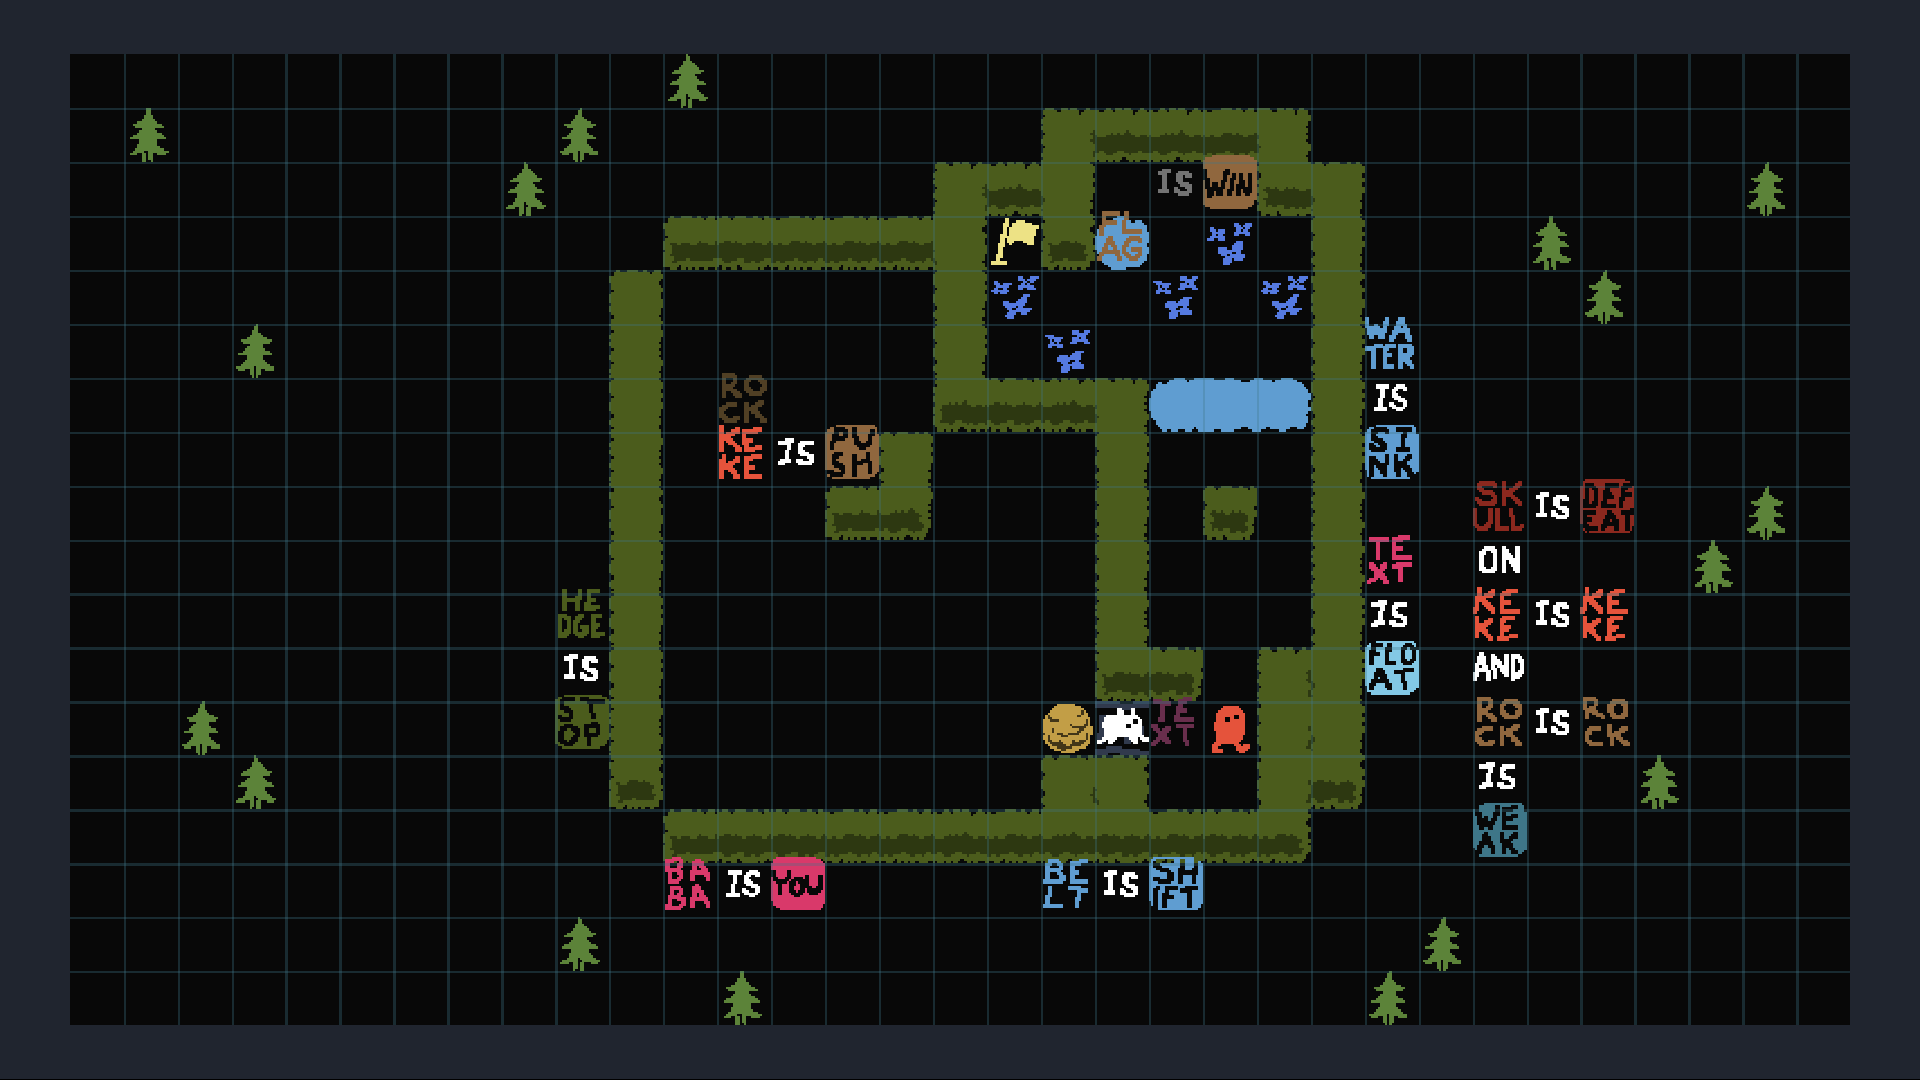 IS WIN
FLAG
WATER
ROCK
IS
KEKE IS PUSH
STINK
SKULL IS DEFEAT
TEXT
ON
HEDGE
IS
KEKE IS KEKE
IS
FLOAT
AND
STOP
TEXT
ROCK IS ROCK
IS
WEAK
BABA IS YOU
BELT IS SHIFT